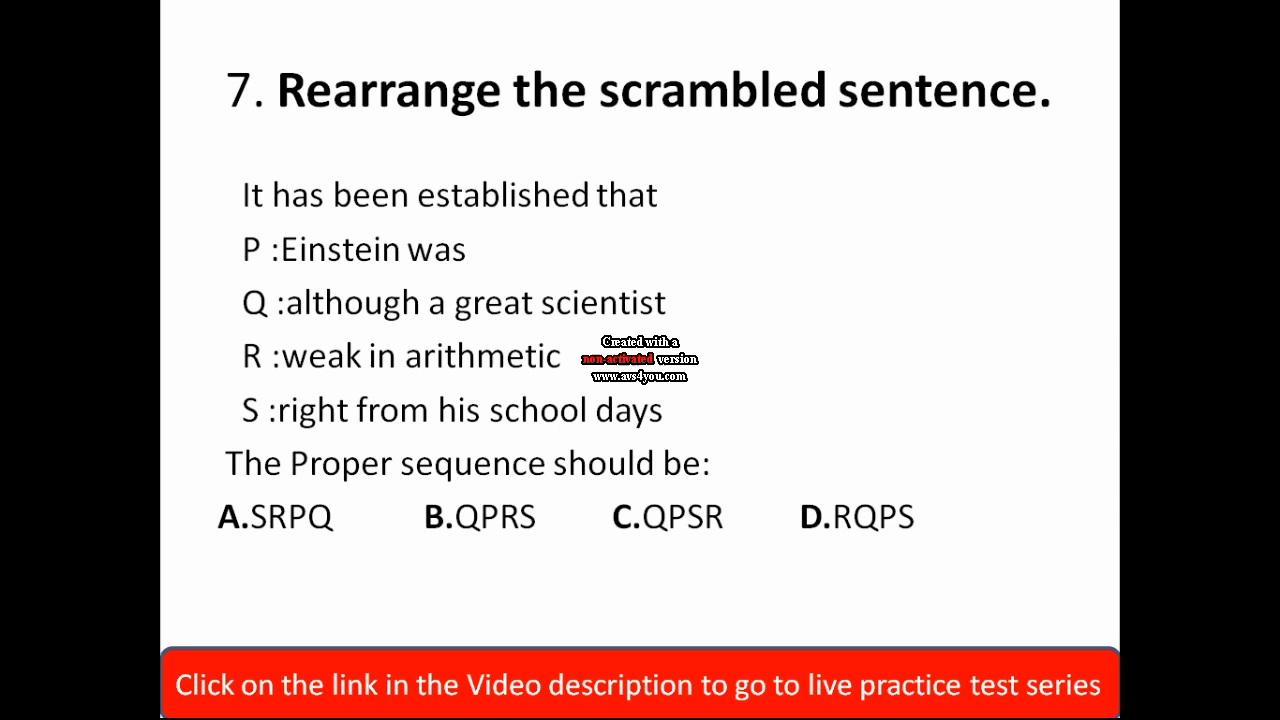 7. Rearrange the scrambled sentence.
It has been established that
P :Einstein was
Q :although a great scientist
R :weak in arithmetic
Created with a
non-activated version
www.avs4you.com
S :right from his school days
The Proper sequence should be:
A.SRPQ B.QPRS C.QPSR D.RQPS
Click on the link in the Video description to go to live practice test series